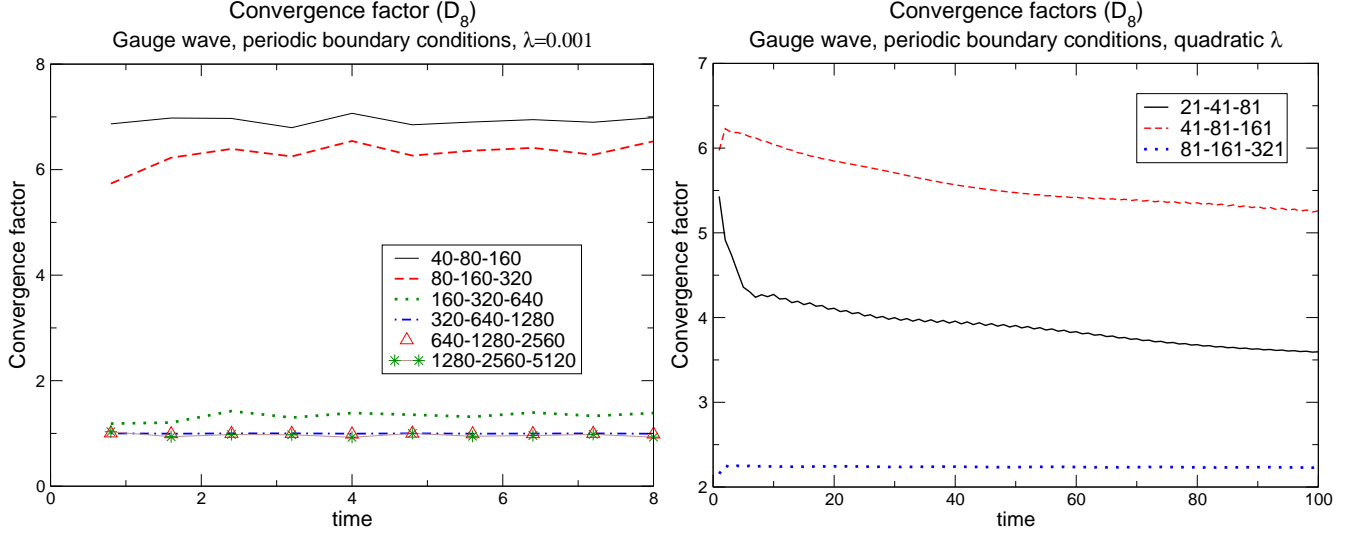 Convergence factor (D8)
Gauge wave, periodic boundary conditions, λ=0.001
8
6
4
2
0
Convergence factor
40-80-160
80-160-320
160-320-640
320-640-1280
640-1280-2560
1280-2560-5120
0 2 4 6 8
time
Convergence factors (D8)
Gauge wave, periodic boundary conditions, quadratic λ
7
6
5
4
3
2
Convergence factor
21-41-81
41-81-161
81-161-321
0 20 40 60 80 100
time